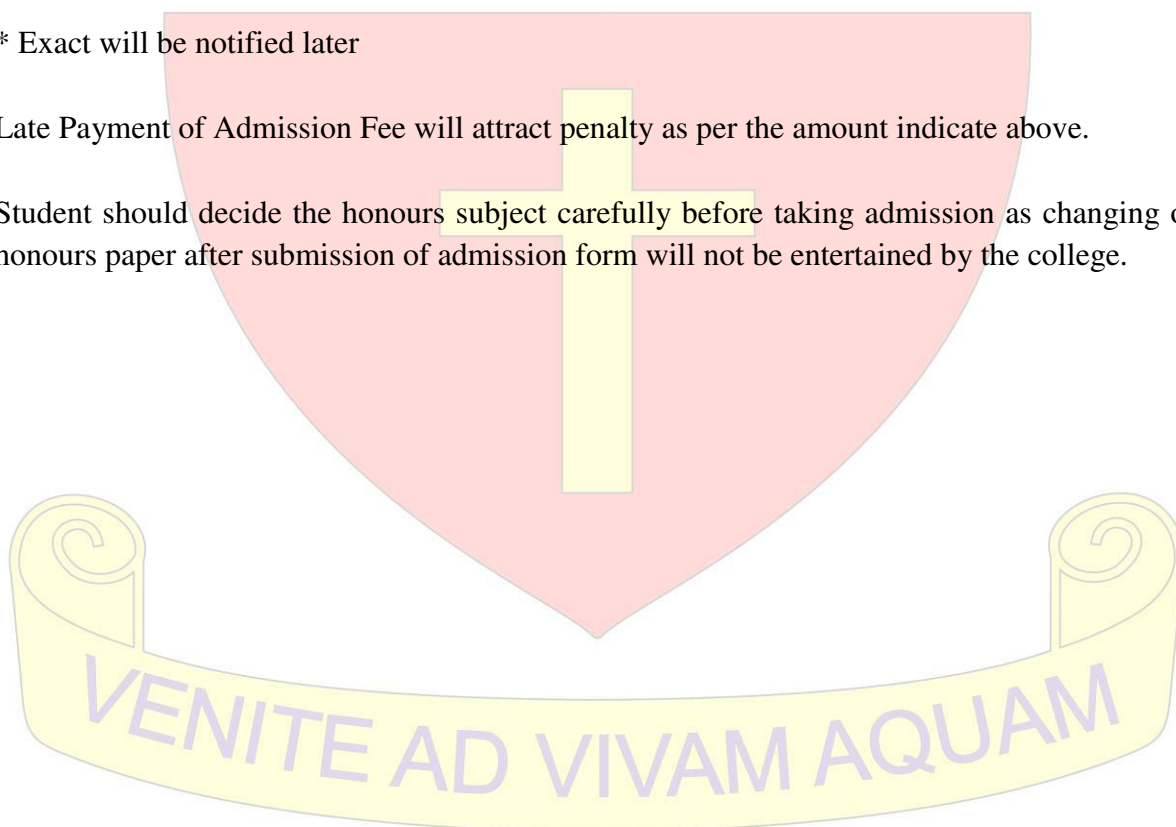 * Exact will be notified later
Late Payment of Admission Fee will attract penalty as per the amount indicate above.
Student should decide the honours subject carefully before taking admission as changing
honours paper after submission of admission form will not be entertained by the college.
VENITE AD VIVAM AQUAM